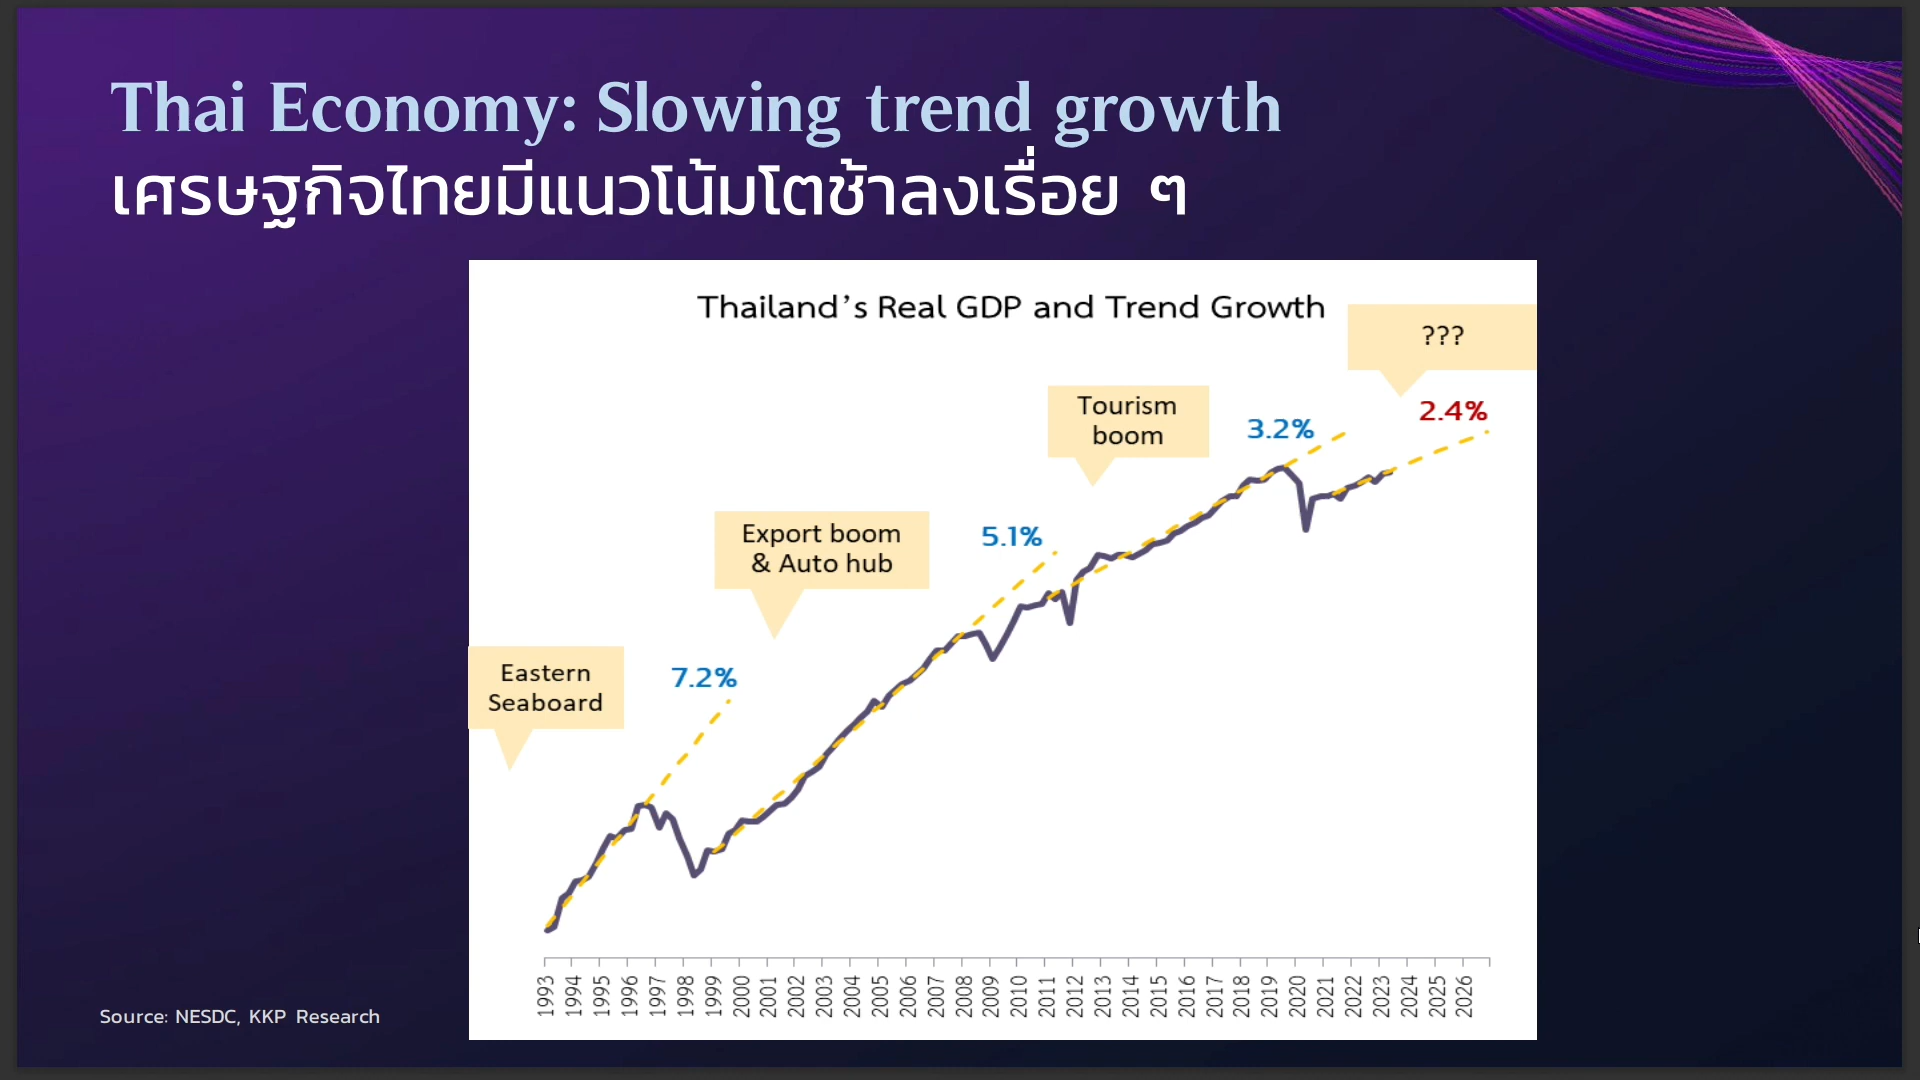 Thai Economy: Slowing trend growth
เศรษฐกิจไทยมีแนวโน้มโตช้าลงเรื่อย ๆ
Thailand's Real GDP and Trend Growth
???
2.4%
Tourism
boom
3.2%
Export boom
& Auto hub
5.1%
Eastern
Seaboard
7.2%
1993 1994 1995 1996 1997 1998 1999 2000 2001 2002 2003 2004 2005 2006 2007 2008 2009 2010 2011 2012 2013 2014 2015 2016 2017 2018 2019 2020 2021 2022 2023 2024 2025 2026
Source: NESDC, KKP Research